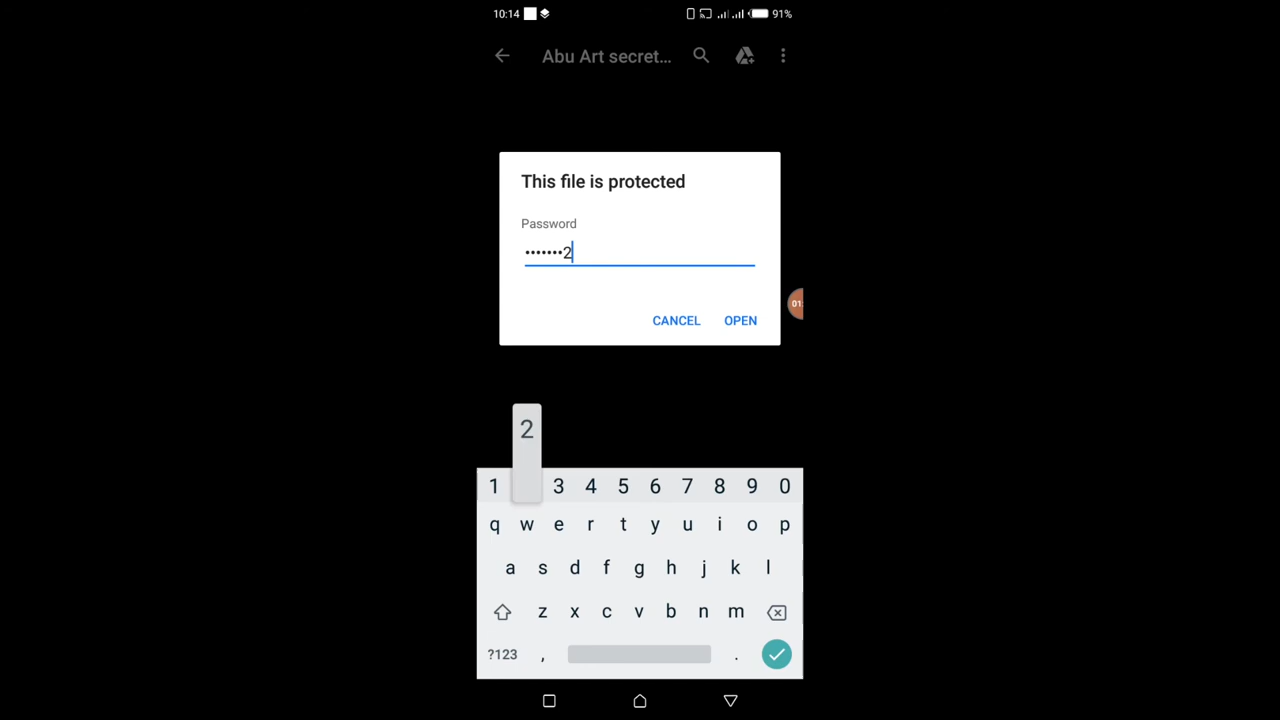 10:14 91%
Abu Art secret...
This file is protected
Password
•••••••2
01:
CANCEL OPEN
2
1 3 4 5 6 7 8 9 0
q w e r t y u i o p
a s d f g h j k l
z x c v b n m
?123 , .